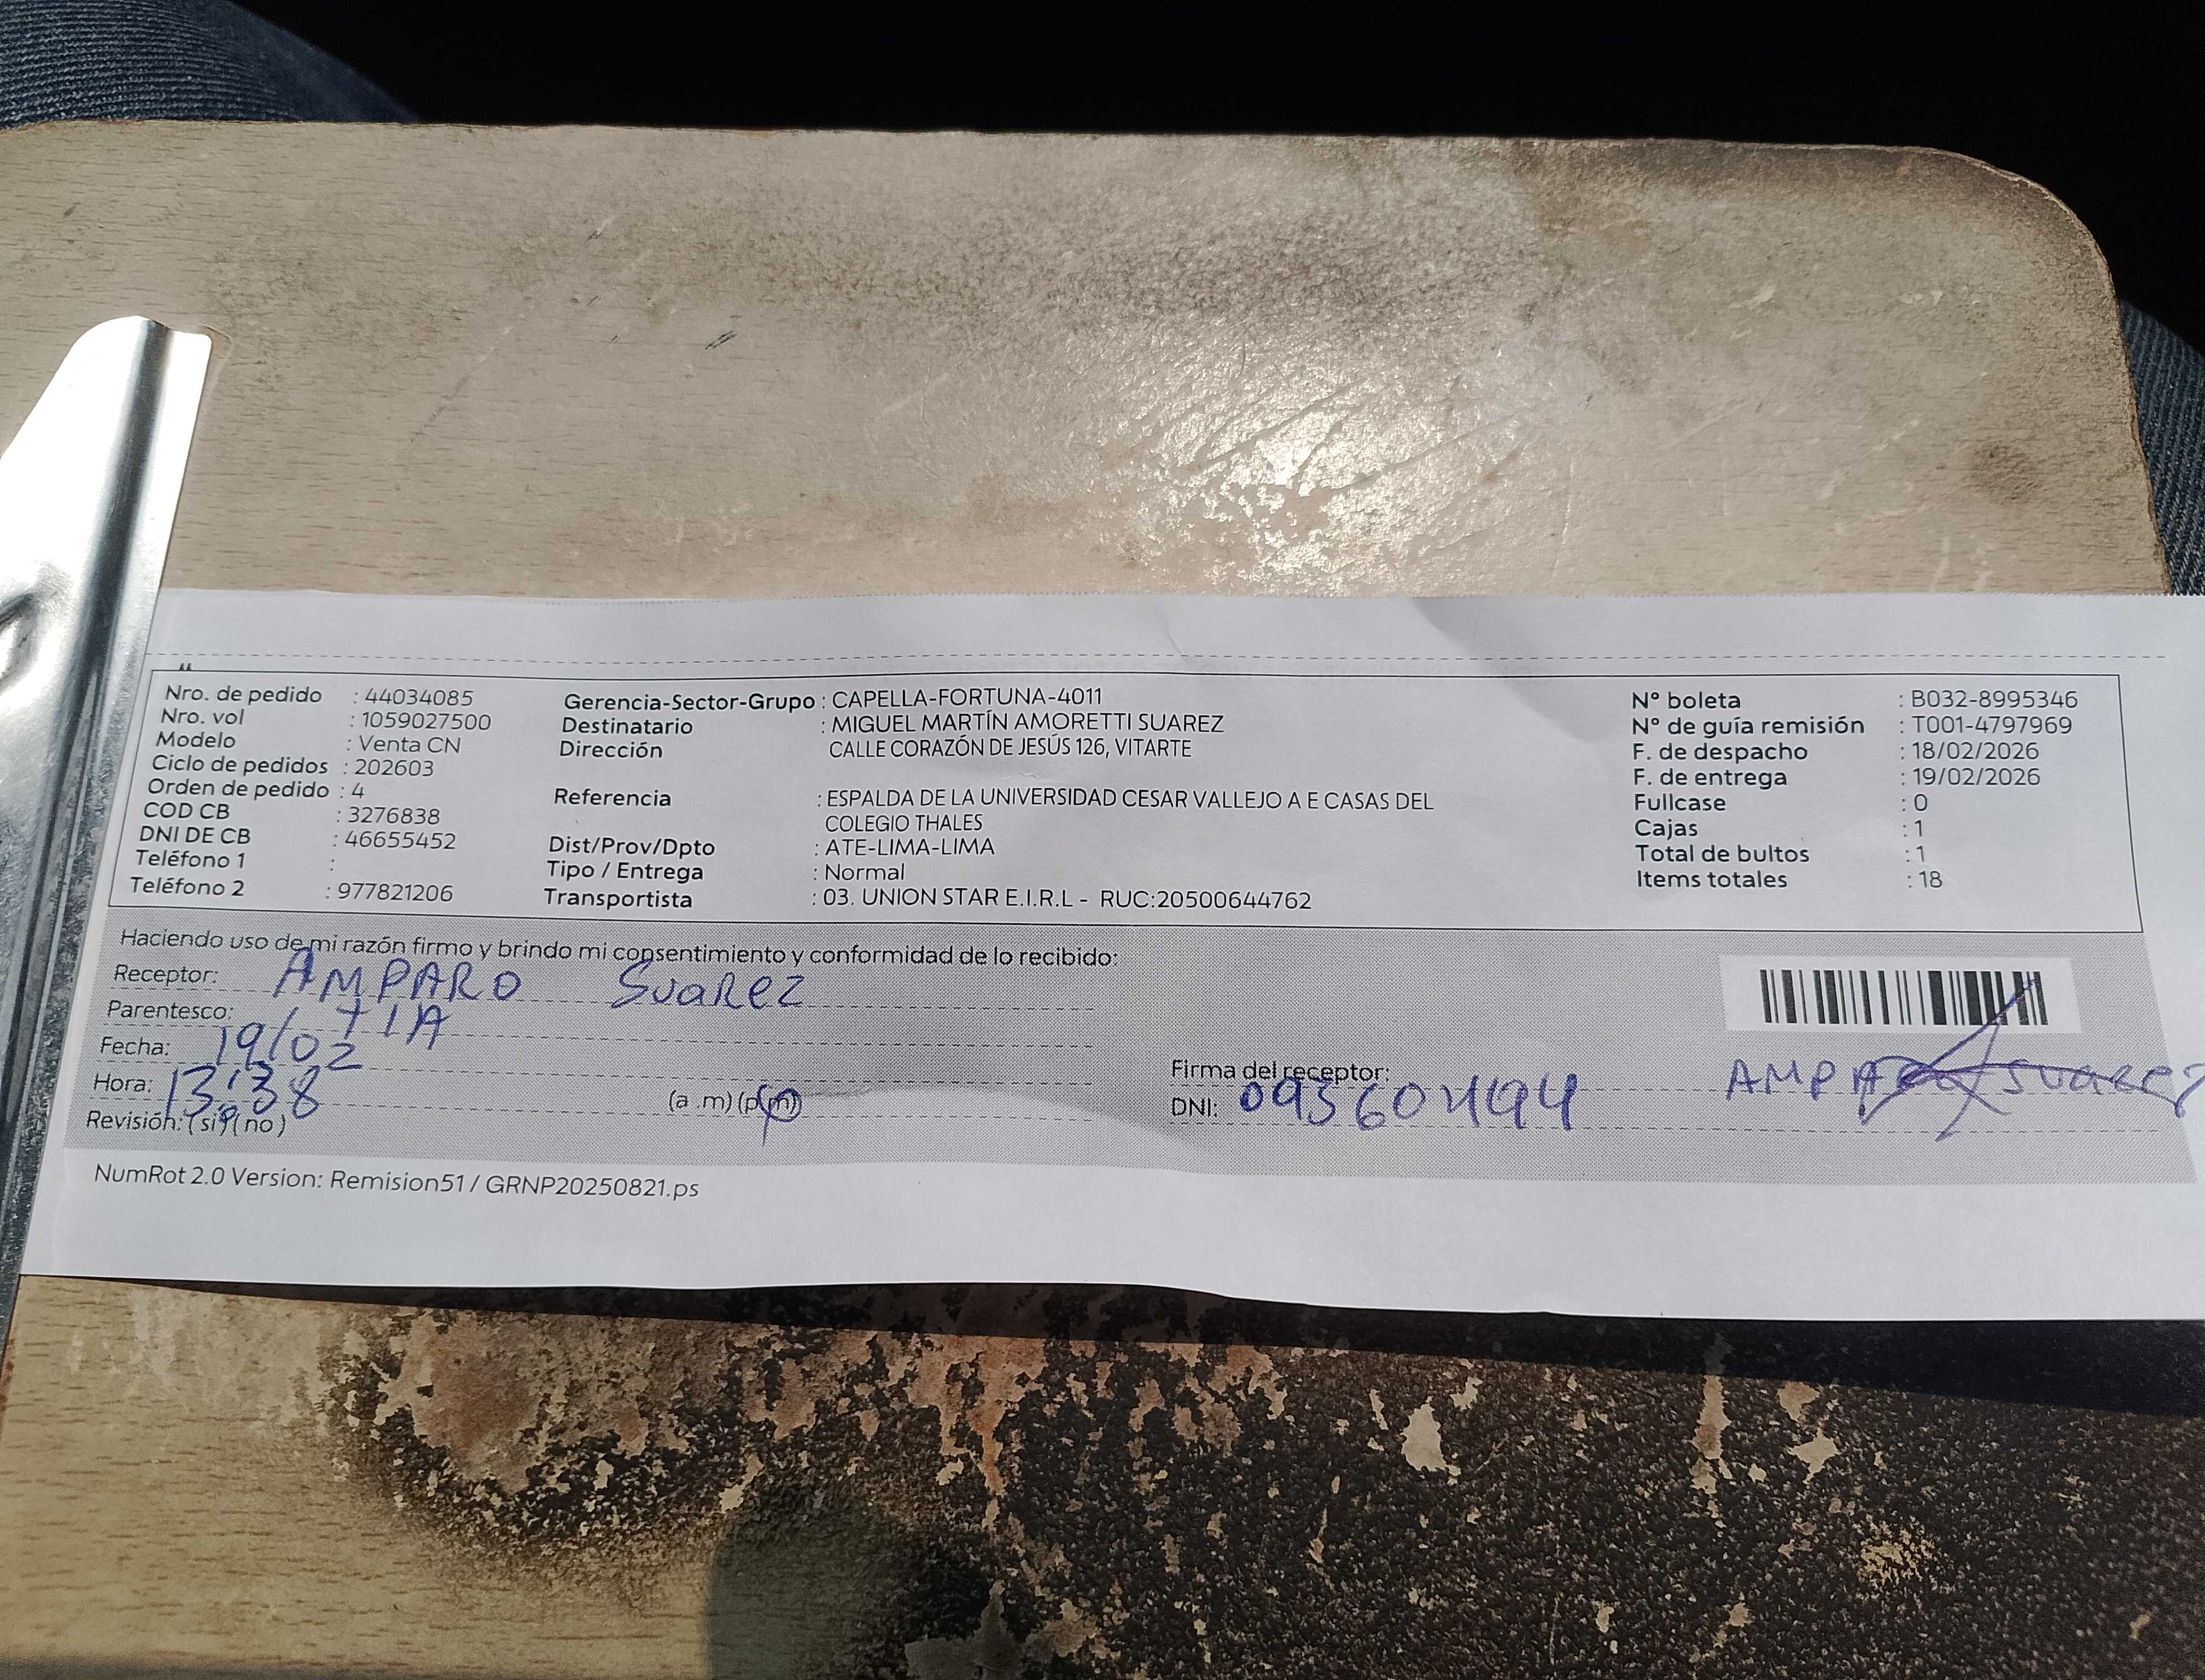 Nro. de pedido : 44034085
Nro. vol : 1059027500
Modelo : Venta CN
Ciclo de pedidos : 202603
Orden de pedido : 4
COD CB : 3276838
DNI DE CB : 46655452
Teléfono 1 :
Teléfono 2 : 977821206
Gerencia-Sector-Grupo : CAPELLA-FORTUNA-4011
Destinatario : MIGUEL MARTÍN AMORETTI SUAREZ
Dirección CALLE CORAZÓN DE JESÚS 126, VITARTE
Referencia : ESPALDA DE LA UNIVERSIDAD CESAR VALLEJO A E CASAS DEL
COLEGIO THALES
Dist/Prov/Dpto : ATE-LIMA-LIMA
Tipo / Entrega : Normal
Transportista : 03. UNION STAR E.I.R.L - RUC:20500644762
N° boleta : B032-8995346
N° de guía remisión : T001-4797969
F. de despacho : 18/02/2026
F. de entrega : 19/02/2026
Fullcase : 0
Cajas : 1
Total de bultos : 1
Items totales : 18
Haciendo uso de mi razón firmo y brindo mi consentimiento y conformidad de lo recibido:
Receptor: AMPARO SuaRez
Parentesco: TIA
Fecha: 19/02
Hora: 13:38 (a .m) (p.m)
Revisión: (si) (no)
Firma del receptor: AMPARO Suarez
DNI:
NumRot 2.0 Version: Remision51 / GRNP20250821.ps